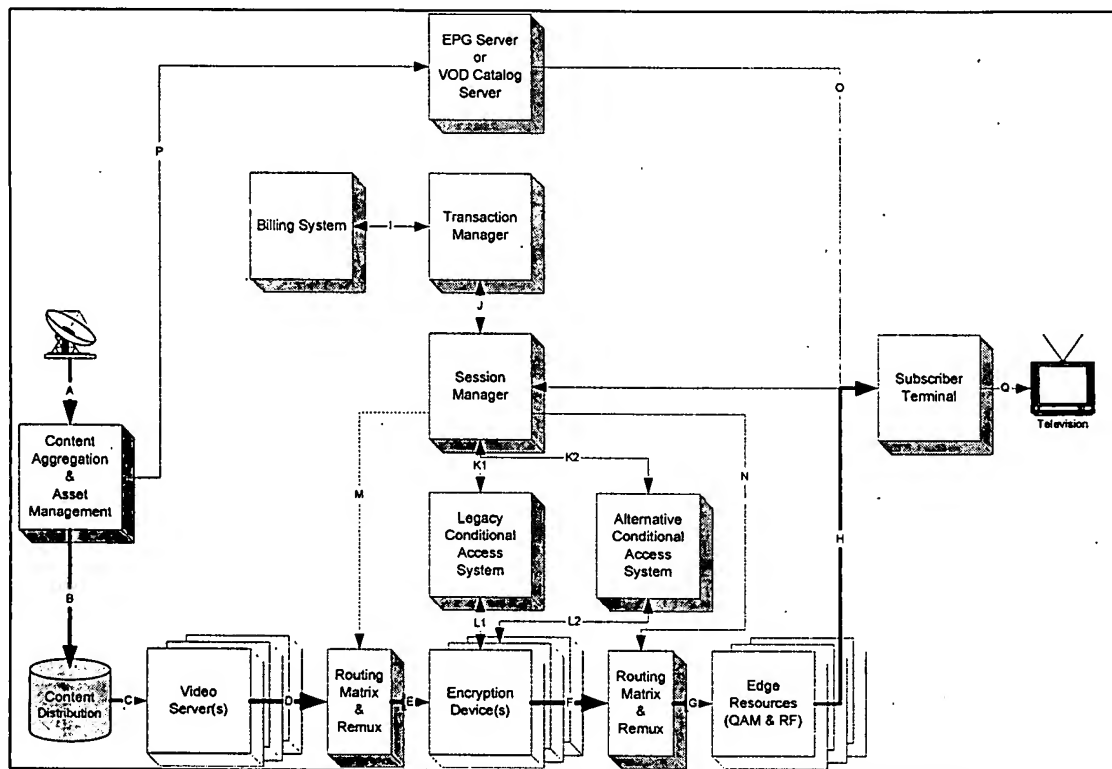 EPG Server
or
VOD Catalog
Server
O
P
Billing System
I
Transaction
Manager
J
A
Session
Manager
Subscriber
Terminal
Q
Television
Content
Aggregation
&
Asset
Management
K1
K2
M
N
Legacy
Conditional
Access
System
Alternative
Conditional
Access
System
H
B
L1
L2
Content
Distribution
C
Video
Server(s)
D
Routing
Matrix
&
Remux
E
Encryption
Device(s)
F
Routing
Matrix
&
Remux
G
Edge
Resources
(QAM & RF)